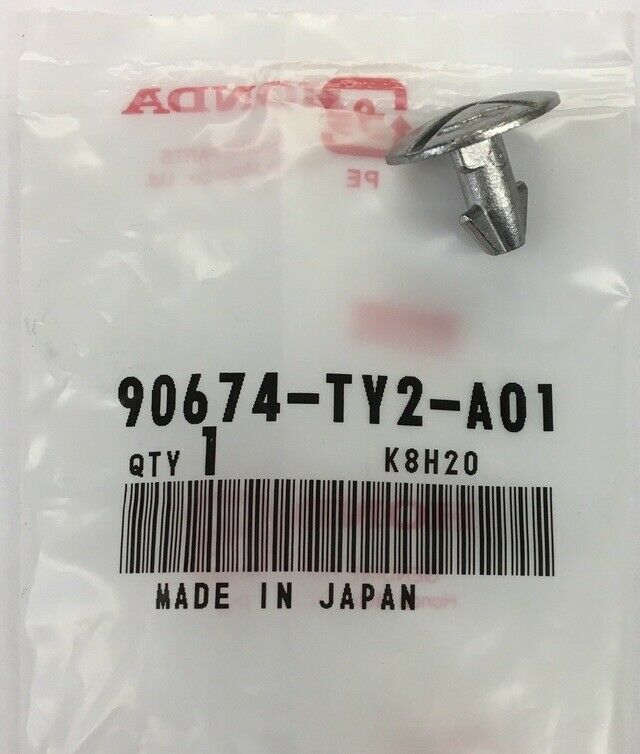 HONDA
PE
90674-TY2-A01
QTY 1 K8H20
MADE IN JAPAN